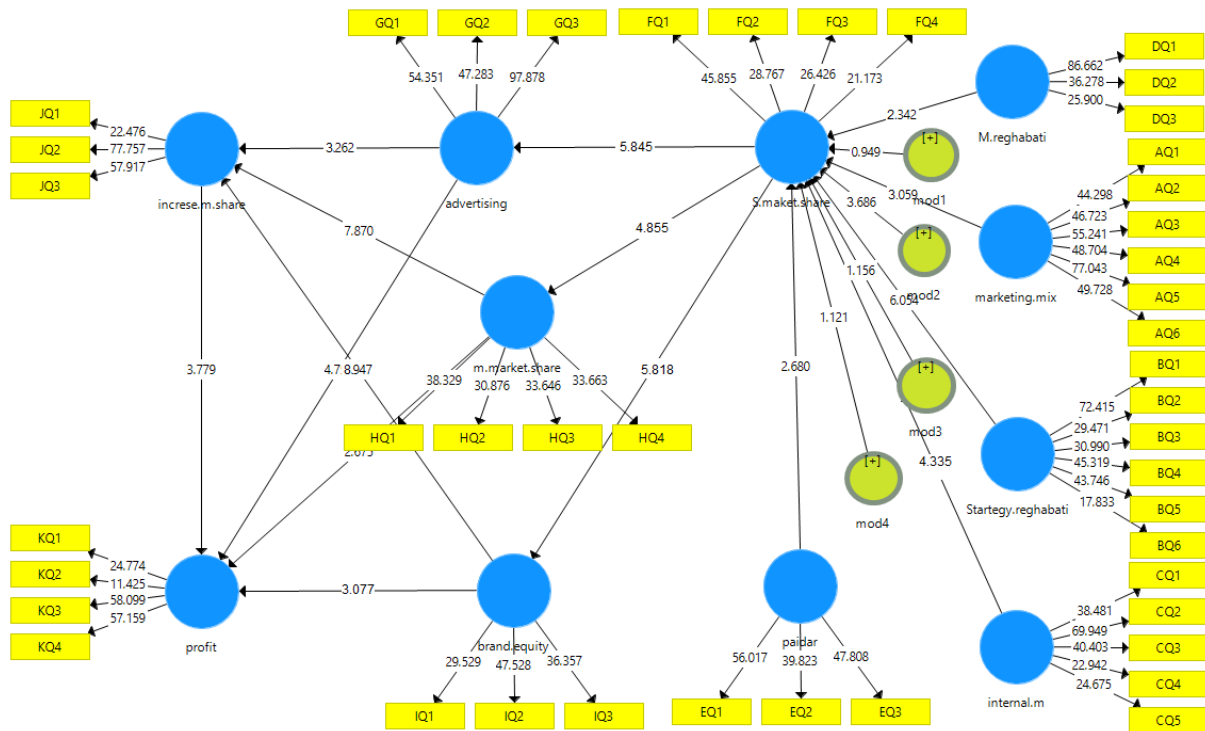 GQ1
GQ2
GQ3
FQ1
FQ2
FQ3
FQ4
54.351
47.283
97.878
45.855
28.767
26.426
21.173
DQ1
DQ2
DQ3
86.662
36.278
25.900
M.reghabati
JQ1
JQ2
JQ3
22.476
77.757
57.917
increse.m.share
3.262
advertising
5.845
S.maket.share
2.342
0.949
[+]
mod1
3.059
3.686
[+]
mod2
AQ1
AQ2
AQ3
AQ4
AQ5
AQ6
44.298
46.723
55.241
48.704
77.043
49.728
marketing.mix
7.870
4.855
1.156
6.054
1.121
m.market.share
3.779
4.7
8.947
38.329
30.876
33.646
33.663
5.818
2.680
[+]
mod3
HQ1
HQ2
HQ3
HQ4
2.675
4.335
[+]
mod4
BQ1
BQ2
BQ3
BQ4
BQ5
BQ6
72.415
29.471
30.990
45.319
43.746
17.833
Startegy.reghabati
KQ1
KQ2
KQ3
KQ4
24.774
11.425
58.099
57.159
profit
3.077
brand.equity
29.529
47.528
36.357
IQ1
IQ2
IQ3
paidar
56.017
39.823
47.808
EQ1
EQ2
EQ3
CQ1
CQ2
CQ3
CQ4
CQ5
38.481
69.949
40.403
22.942
24.675
internal.m